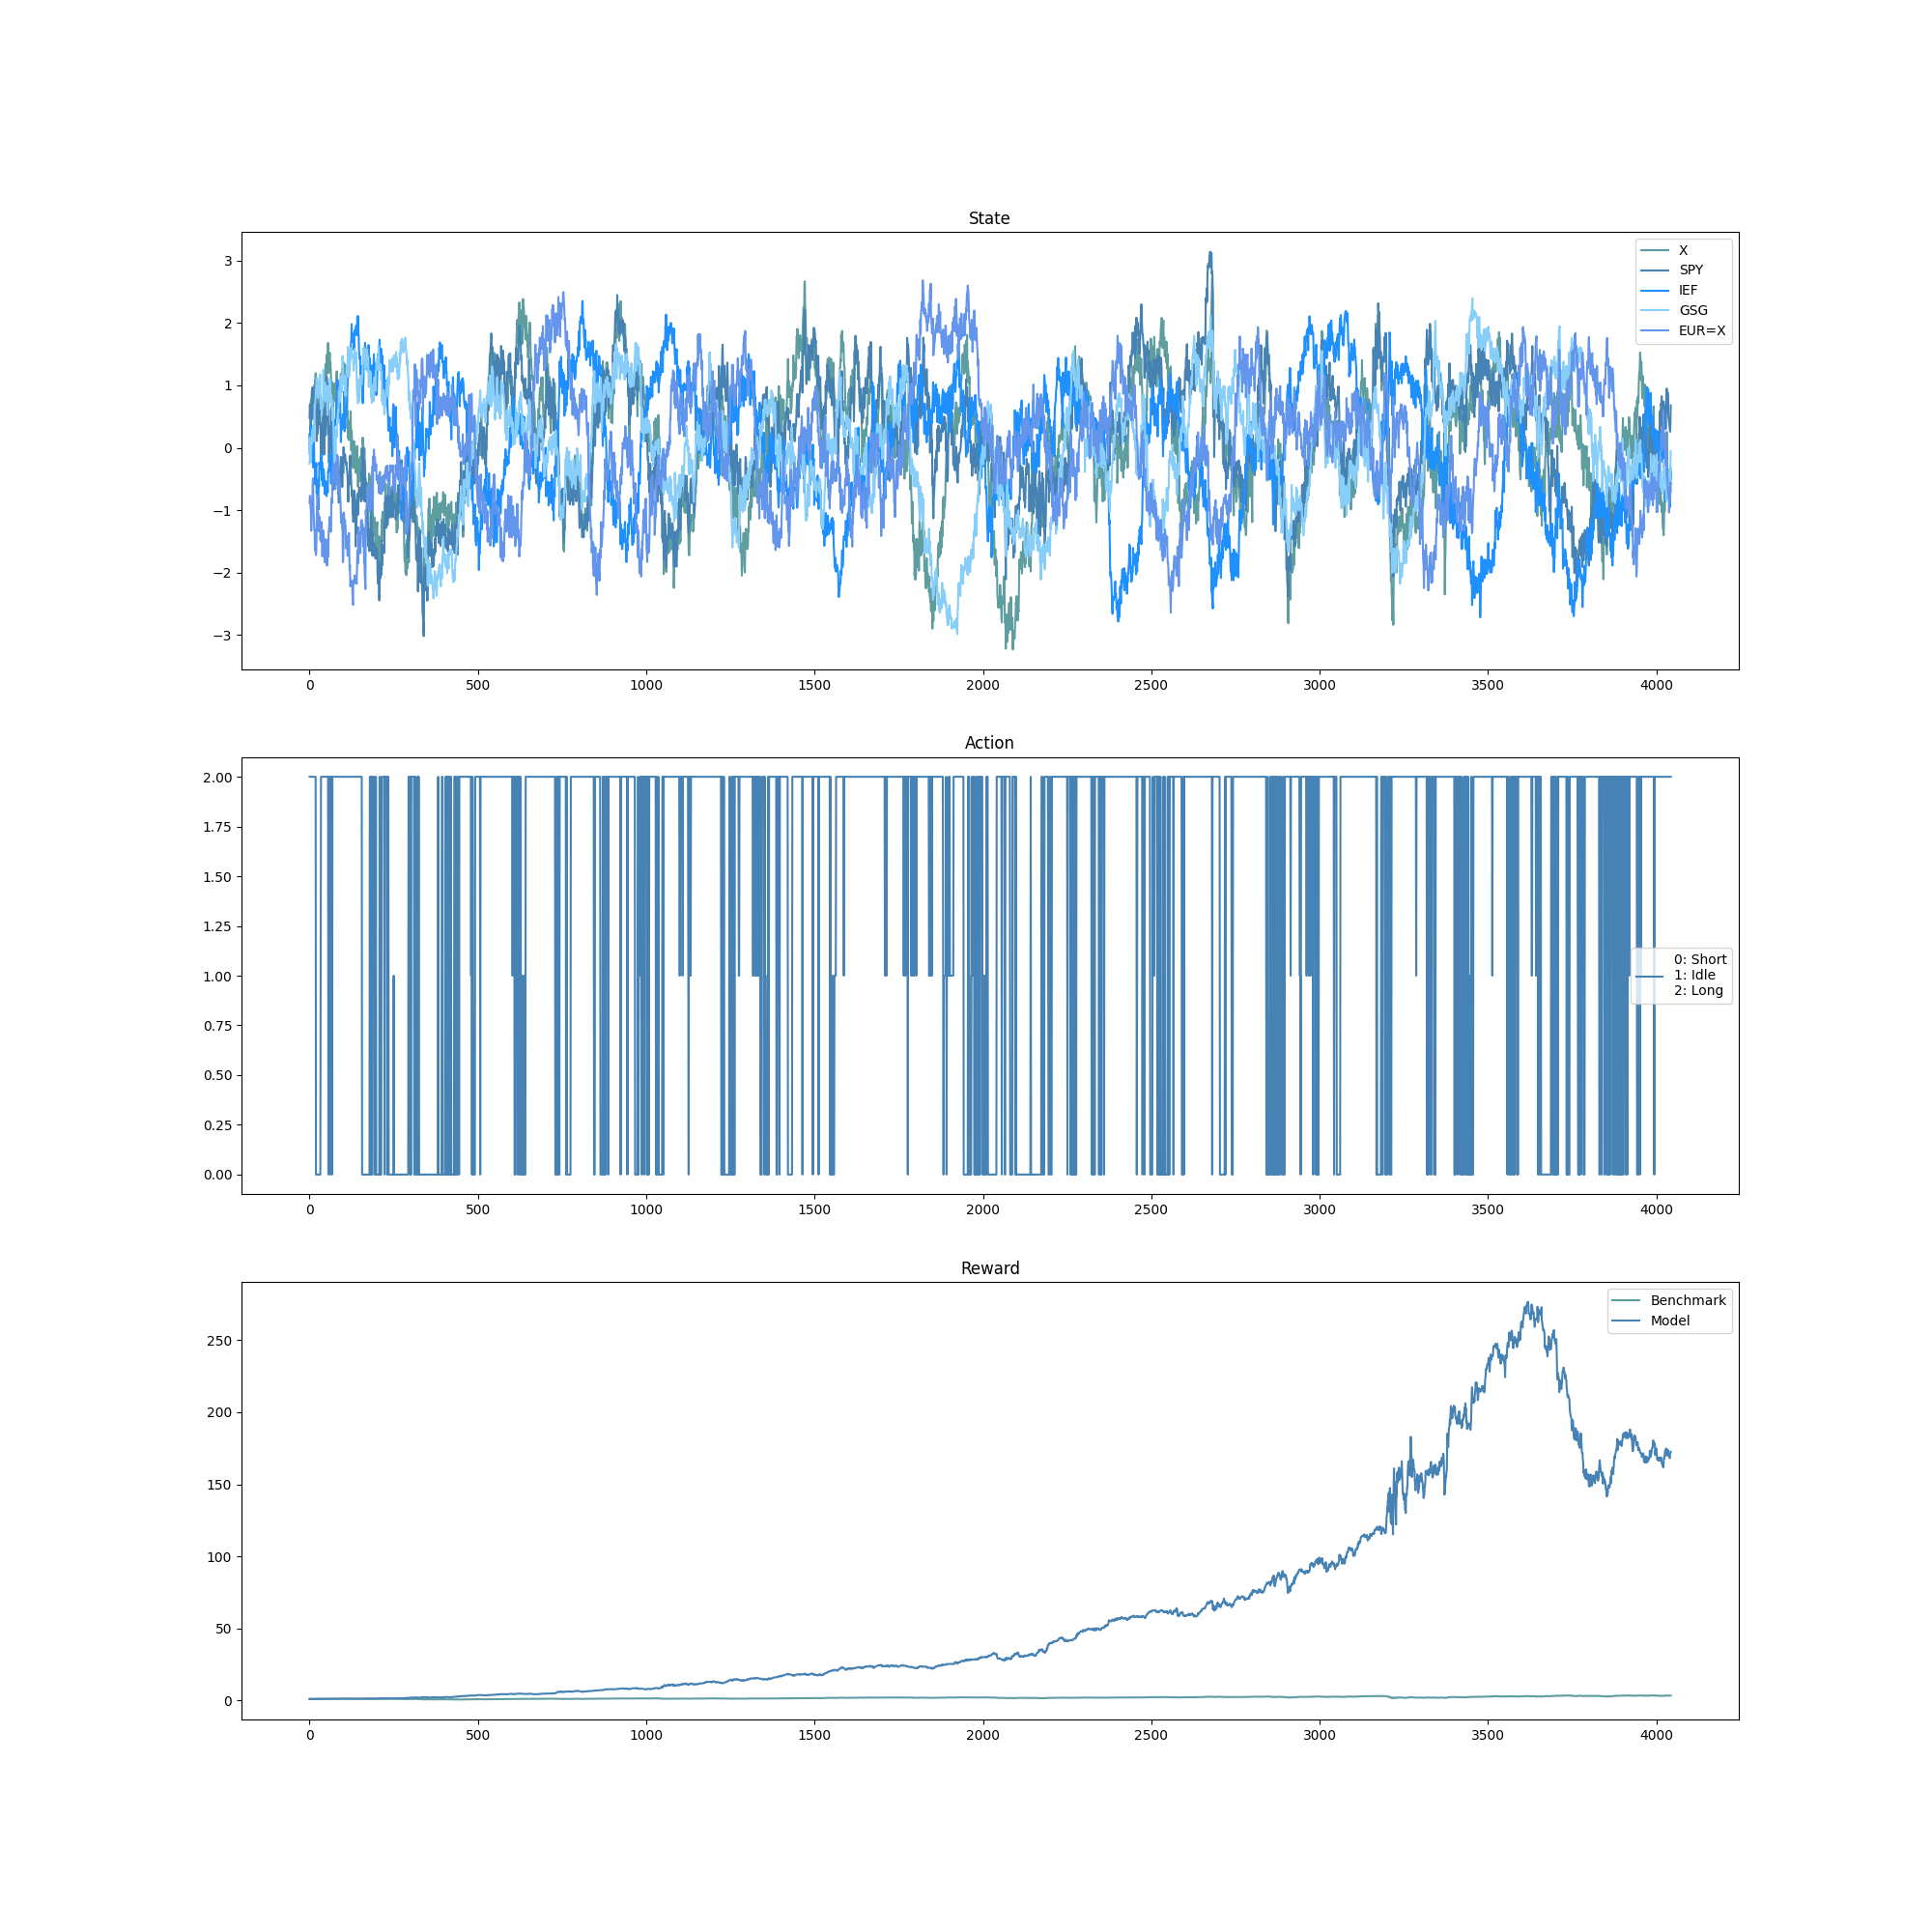 State
3
2
1
0
−1
−2
−3
X
SPY
IEF
GSG
EUR=X
0 500 1000 1500 2000 2500 3000 3500 4000
Action
2.00
1.75
1.50
1.25
1.00
0.75
0.50
0.25
0.00
0: Short
1: Idle
2: Long
0 500 1000 1500 2000 2500 3000 3500 4000
Reward
250
200
150
100
50
0
Benchmark
Model
0 500 1000 1500 2000 2500 3000 3500 4000